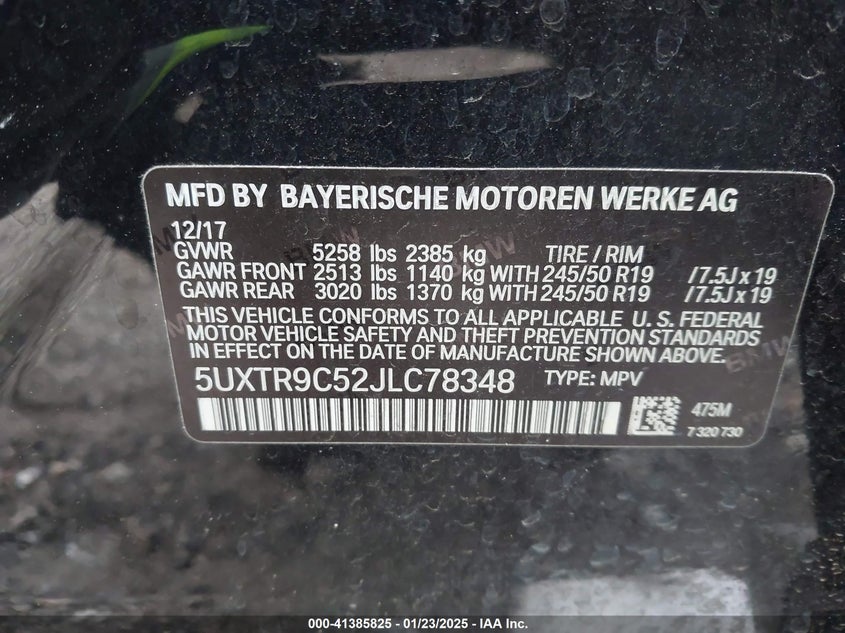 MFD BY BAYERISCHE MOTOREN WERKE AG
12/17
GVWR 5258 lbs 2385 kg TIRE / RIM
GAWR FRONT 2513 lbs 1140 kg WITH 245/50 R19 /7.5J x 19
GAWR REAR 3020 lbs 1370 kg WITH 245/50 R19 /7.5J x 19
THIS VEHICLE CONFORMS TO ALL APPLICABLE U. S. FEDERAL
MOTOR VEHICLE SAFETY AND THEFT PREVENTION STANDARDS
IN EFFECT ON THE DATE OF MANUFACTURE SHOWN ABOVE.
5UXTR9C52JLC78348 TYPE: MPV
475M
7 320 730
000-41385825 - 01/23/2025 - IAA Inc.